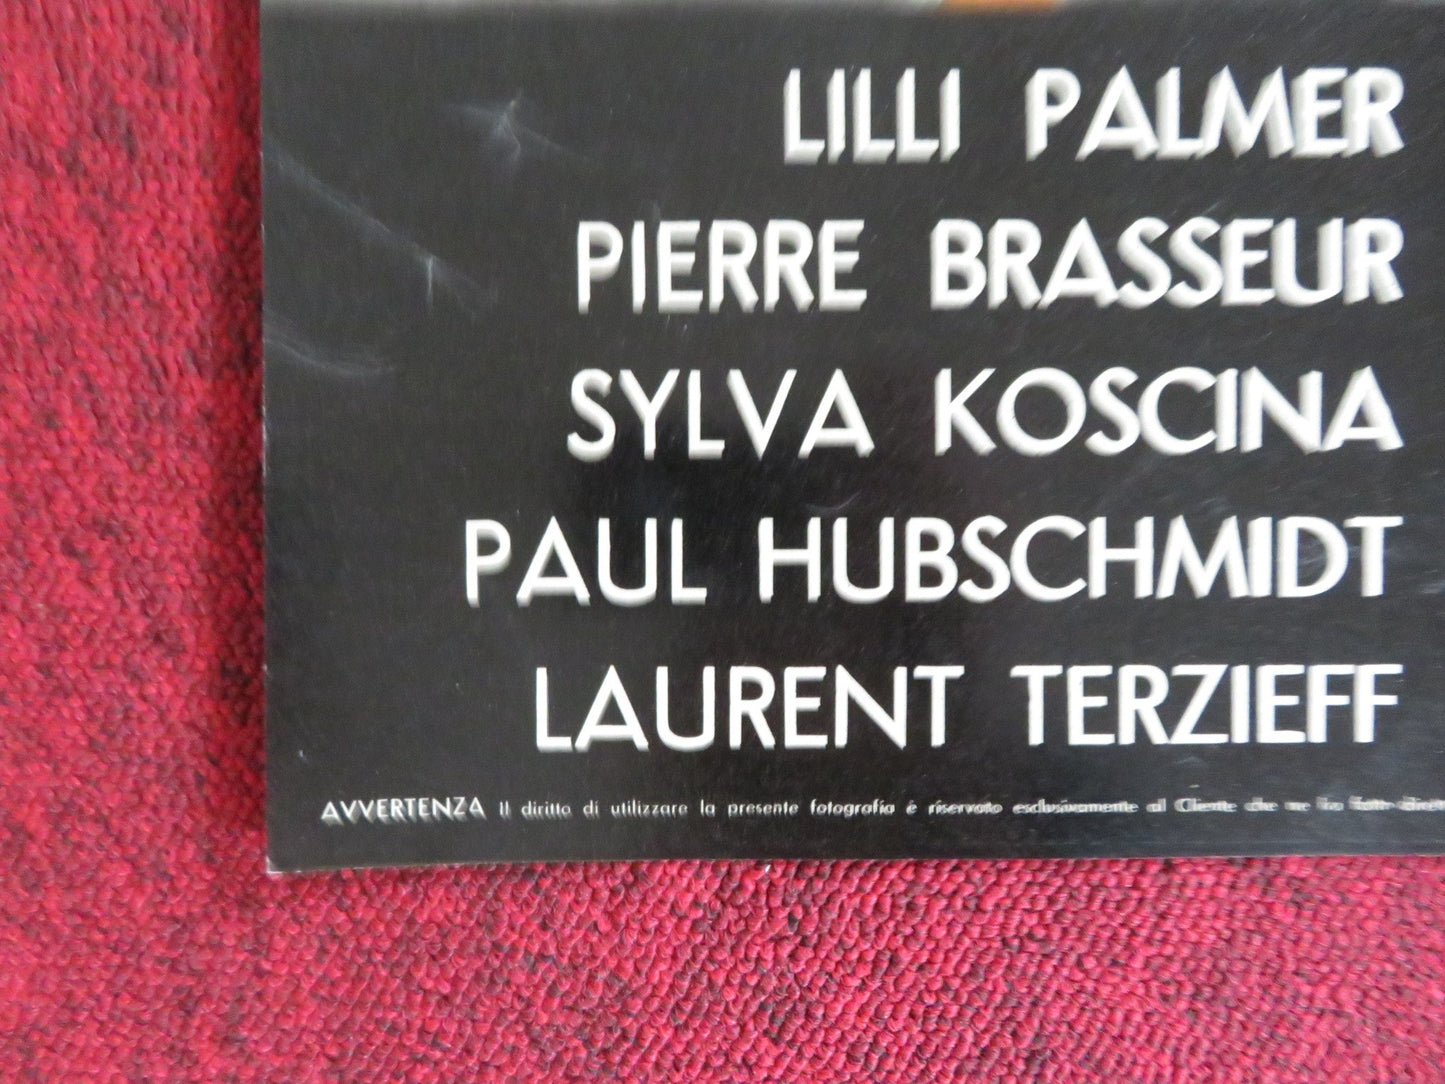 LILLI PALMER
PIERRE BRASSEUR
SYLVA KOSCINA
PAUL HUBSCHMIDT
LAURENT TERZIEFF
AVVERTENZA Il diritto di utilizzare la presente fotografia é riservato esclusivamente al Cliente che ne ha fatto